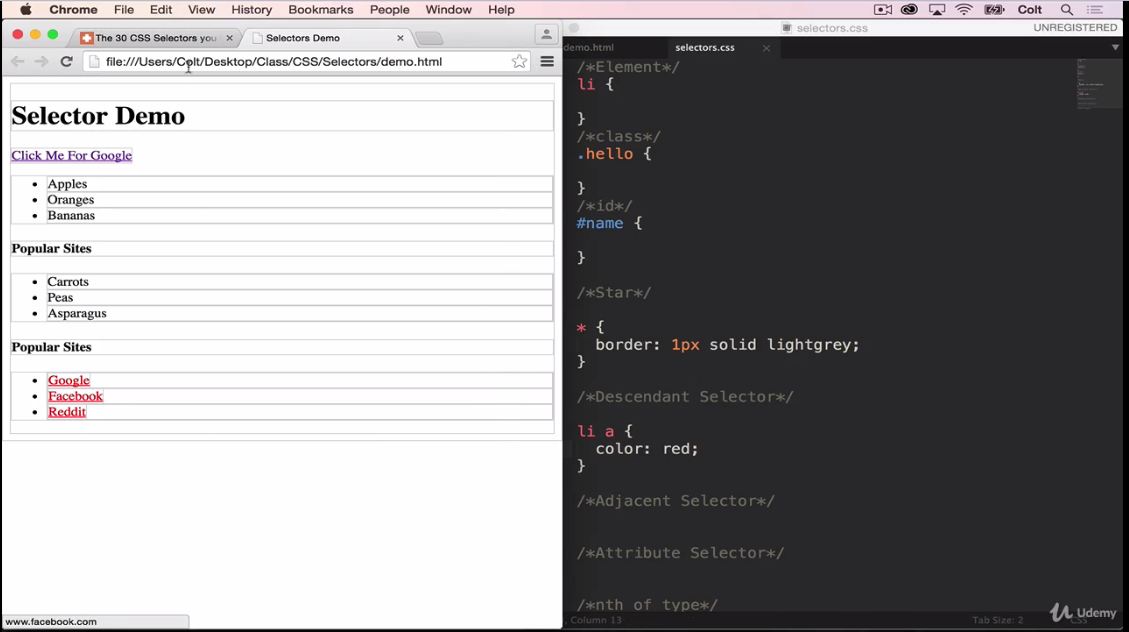 Chrome File Edit View History Bookmarks People Window Help Colt
The 30 CSS Selectors you Selectors Demo
file:///Users/Colt/Desktop/Class/CSS/Selectors/demo.html
Selector Demo
Click Me For Google
Apples
Oranges
Bananas
Popular Sites
Carrots
Peas
Asparagus
Popular Sites
Google
Facebook
Reddit
www.facebook.com
selectors.css UNREGISTERED
demo.html selectors.css
/*Element*/
li {
}
/*class*/
.hello {
}
/*id*/
#name {
}
/*Star*/
* {
border: 1px solid lightgrey;
}
/*Descendant Selector*/
li a {
color: red;
}
/*Adjacent Selector*/
/*Attribute Selector*/
/*nth of type*/
, Column 13 Tab Size: 2 CSS
Udemy